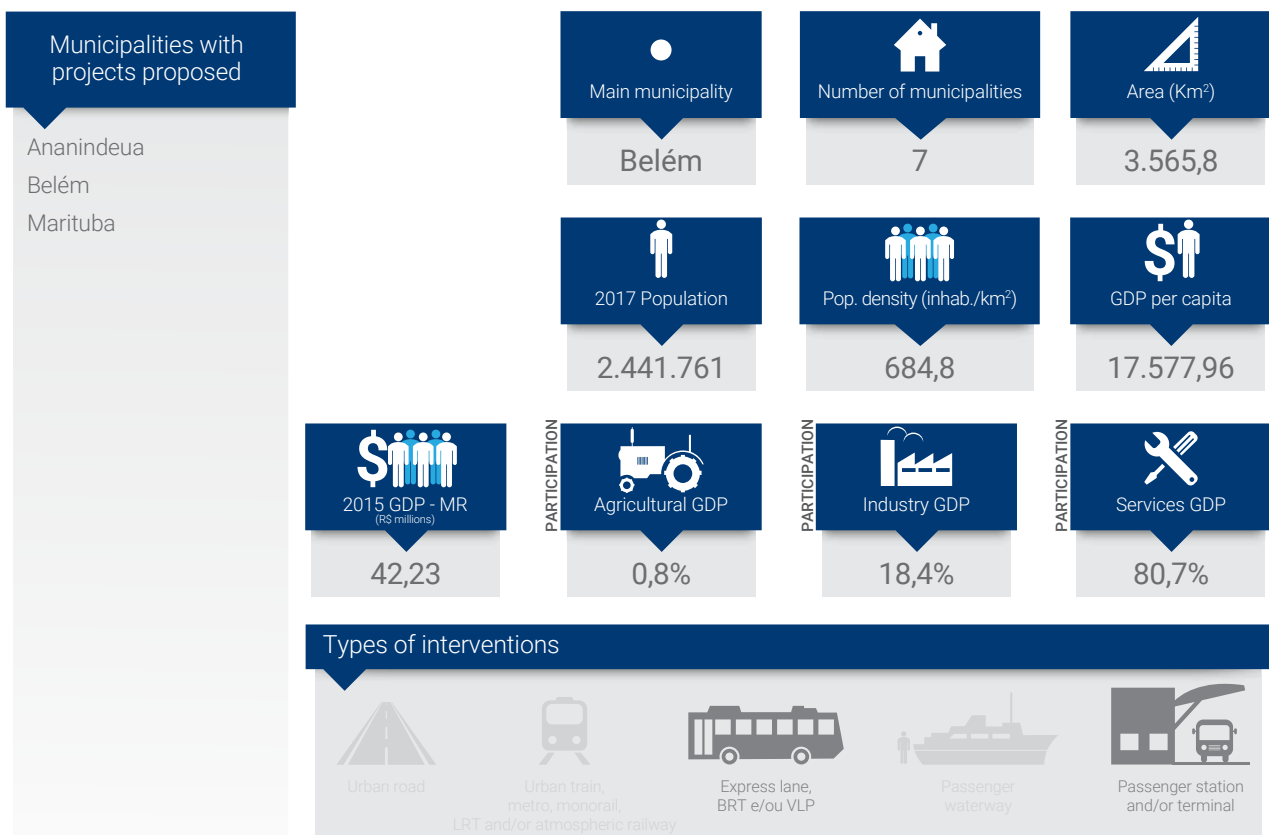 Municipalities with
projects proposed
Ananindeua
Belém
Marituba
Main municipality
Belém
Number of municipalities
7
Area (Km²)
3.565,8
2017 Population
2.441.761
Pop. density (inhab./km²)
684,8
GDP per capita
17.577,96
2015 GDP - MR
(R$ millions)
42,23
PARTICIPATION
Agricultural GDP
0,8%
PARTICIPATION
Industry GDP
18,4%
PARTICIPATION
Services GDP
80,7%
Types of interventions
Urban road
Urban train,
metro, monorail,
LRT and/or atmospheric railway
Express lane,
BRT e/ou VLP
Passenger
waterway
Passenger station
and/or terminal